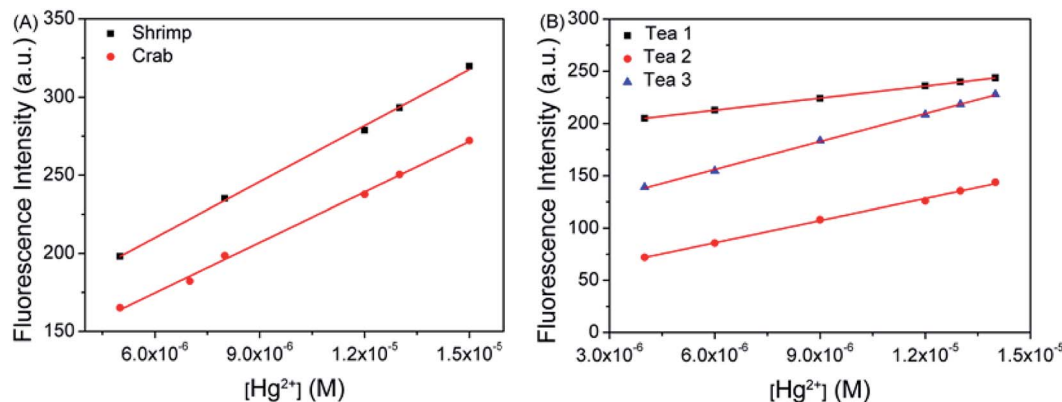 (A)
Shrimp
Crab
Fluorescence Intensity (a.u.)
350
300
250
200
150
6.0x10⁻⁶ 9.0x10⁻⁶ 1.2x10⁻⁵ 1.5x10⁻⁵
[Hg²⁺] (M)
(B)
Tea 1
Tea 2
Tea 3
Fluorescence Intensity (a.u.)
300
250
200
150
100
50
0
3.0x10⁻⁶ 6.0x10⁻⁶ 9.0x10⁻⁶ 1.2x10⁻⁵ 1.5x10⁻⁵
[Hg²⁺] (M)